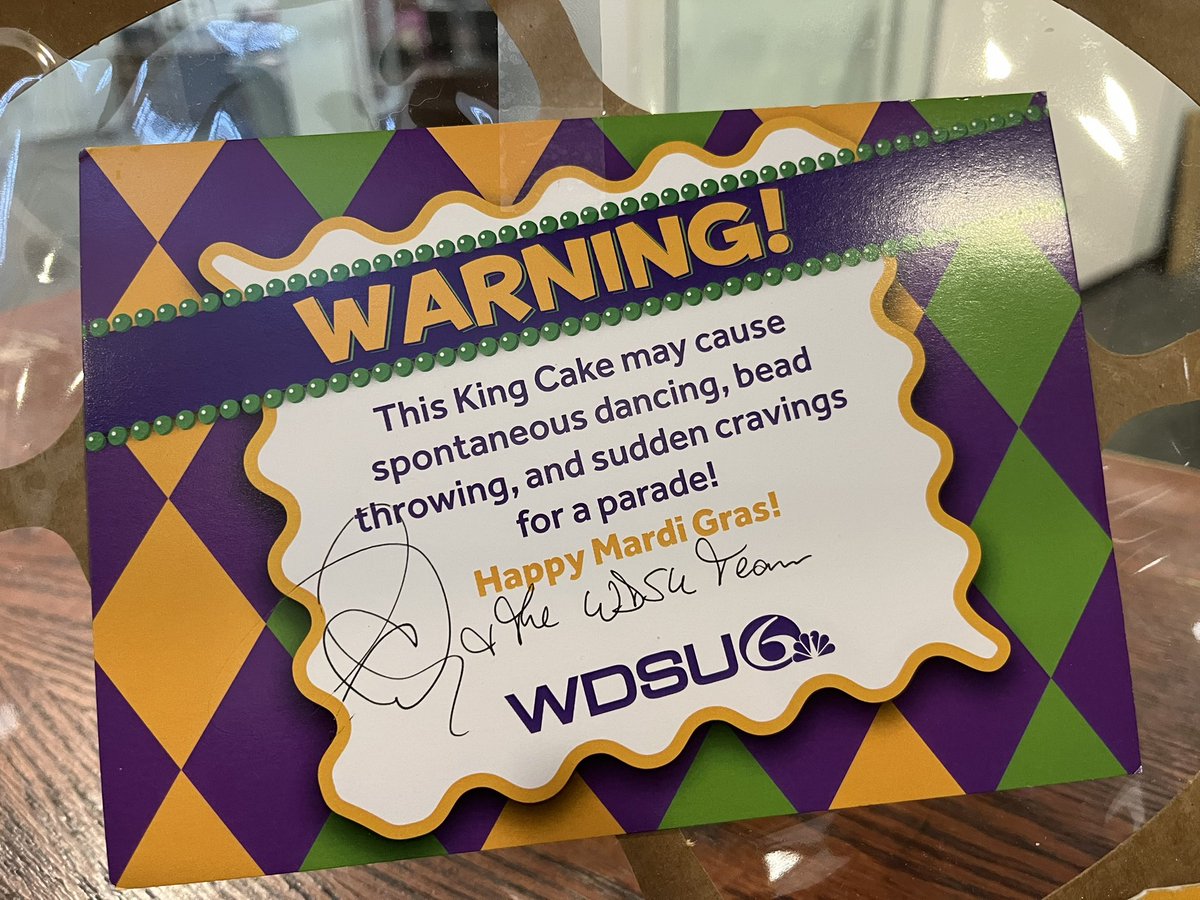 WARNING!
This King Cake may cause
spontaneous dancing, bead
throwing, and sudden cravings
for a parade!
Happy Mardi Gras!
& the WDSU Team
WDSU 6